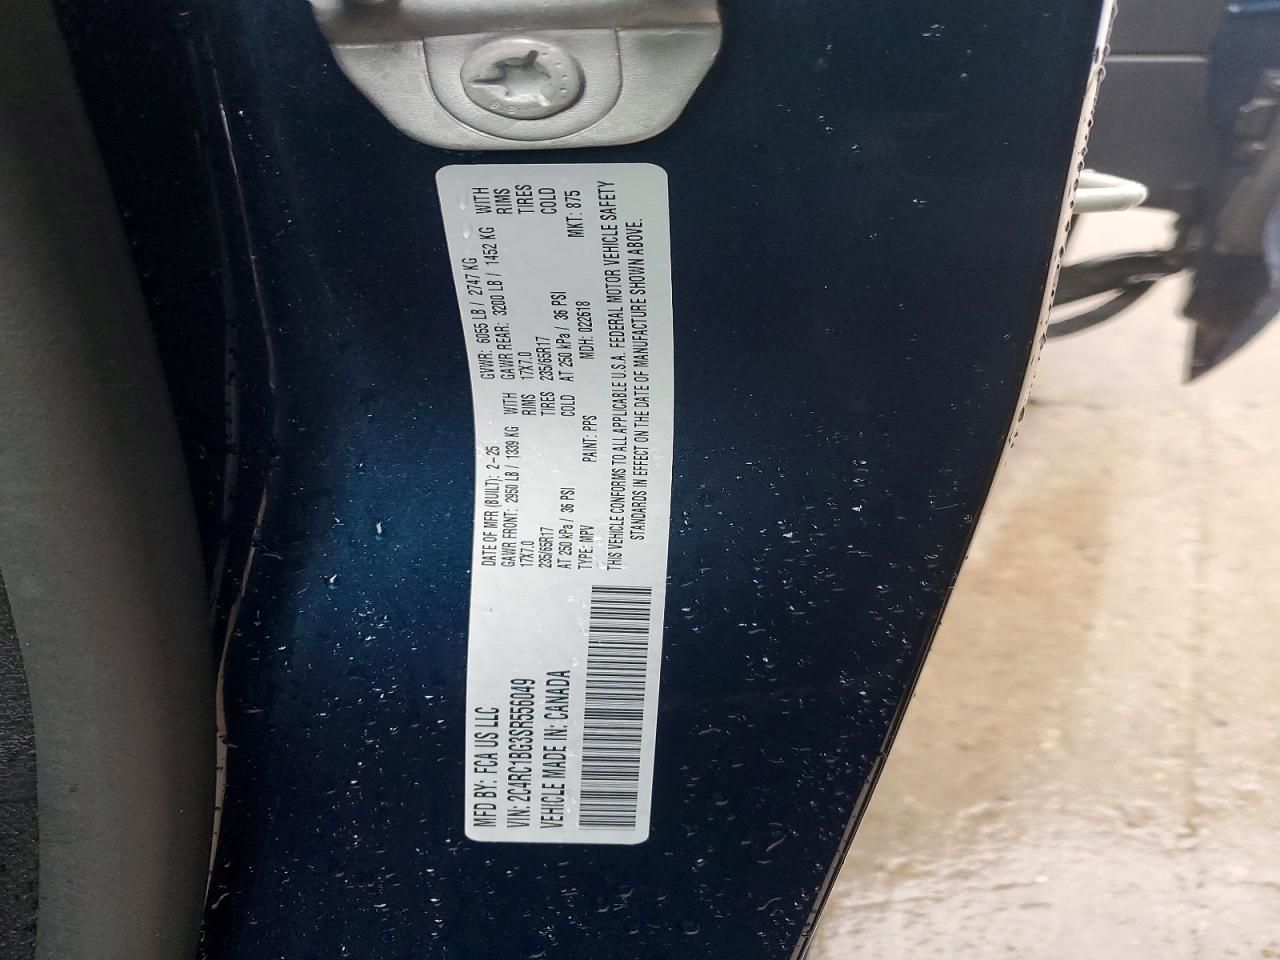 MFD BY: FCA US LLC
VIN: 2C4RC1BG3SR556049
VEHICLE MADE IN: CANADA
DATE OF MFR (BUILT): 2-25 GVWR: 6055 LB / 2747 KG
GAWR FRONT: 2950 LB / 1339 KG WITH GAWR REAR: 3200 LB / 1452 KG WITH
17X7.0 RIMS 17X7.0 RIMS
235/65R17 TIRES 235/65R17 TIRES
AT 250 kPa / 36 PSI COLD AT 250 kPa / 36 PSI COLD
TYPE: MPV PAINT: PPS MDH: 022618 MKT: 875
THIS VEHICLE CONFORMS TO ALL APPLICABLE U.S.A. FEDERAL MOTOR VEHICLE SAFETY
STANDARDS IN EFFECT ON THE DATE OF MANUFACTURE SHOWN ABOVE.